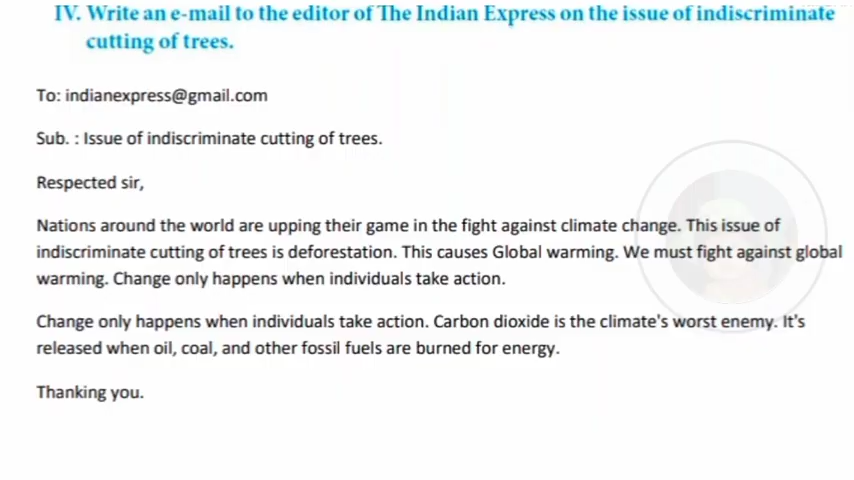 IV. Write an e-mail to the editor of The Indian Express on the issue of indiscriminate
cutting of trees.
To: indianexpress@gmail.com
Sub. : Issue of indiscriminate cutting of trees.
Respected sir,
Nations around the world are upping their game in the fight against climate change. This issue of
indiscriminate cutting of trees is deforestation. This causes Global warming. We must fight against global
warming. Change only happens when individuals take action.
Change only happens when individuals take action. Carbon dioxide is the climate's worst enemy. It's
released when oil, coal, and other fossil fuels are burned for energy.
Thanking you.